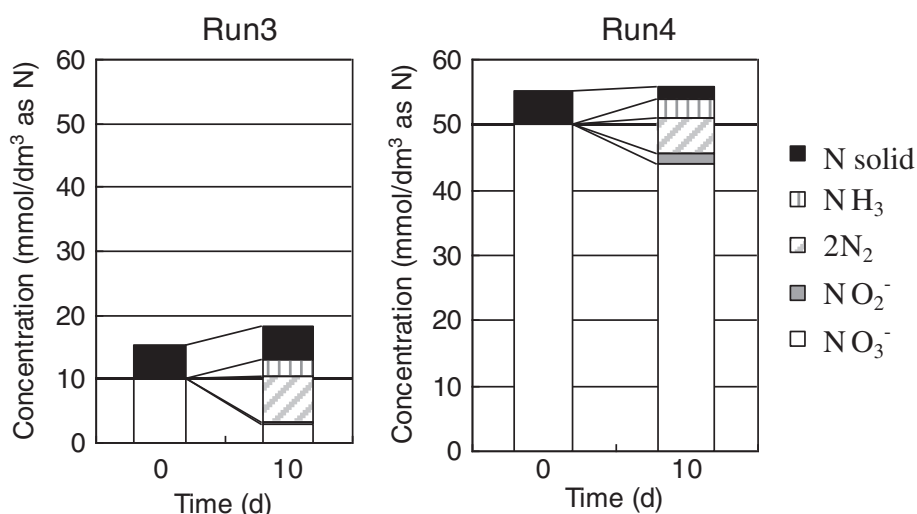 Run3
Concentration (mmol/dm³ as N)
60
50
40
30
20
10
0
0
10
Time (d)
Run4
Concentration (mmol/dm³ as N)
60
50
40
30
20
10
0
0
10
Time (d)
N solid
NH₃
2N₂
NO₂⁻
NO₃⁻